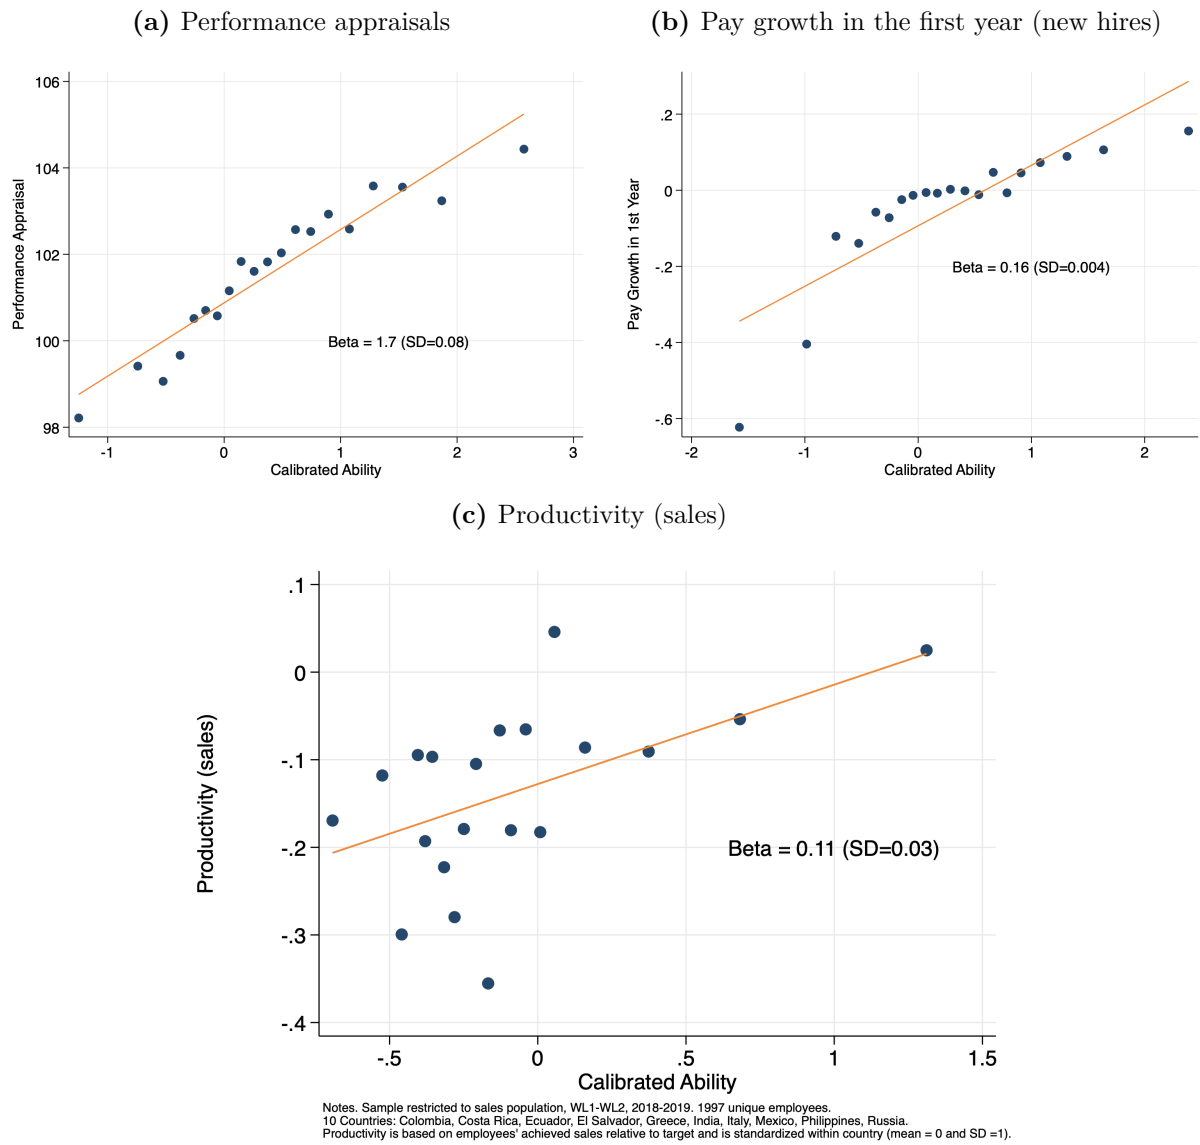 (a) Performance appraisals
106
104
102
100
98
Performance Appraisal
Beta = 1.7 (SD=0.08)
-1
0
1
2
3
Calibrated Ability
(b) Pay growth in the first year (new hires)
.2
0
-.2
-.4
-.6
Pay Growth in 1st Year
Beta = 0.16 (SD=0.004)
-2
-1
0
1
2
Calibrated Ability
(c) Productivity (sales)
.1
0
-.1
-.2
-.3
-.4
Productivity (sales)
Beta = 0.11 (SD=0.03)
-.5
0
.5
1
1.5
Calibrated Ability
Notes. Sample restricted to sales population, WL1-WL2, 2018-2019. 1997 unique employees.
10 Countries: Colombia, Costa Rica, Ecuador, El Salvador, Greece, India, Italy, Mexico, Philippines, Russia.
Productivity is based on employees' achieved sales relative to target and is standardized within country (mean = 0 and SD =1).